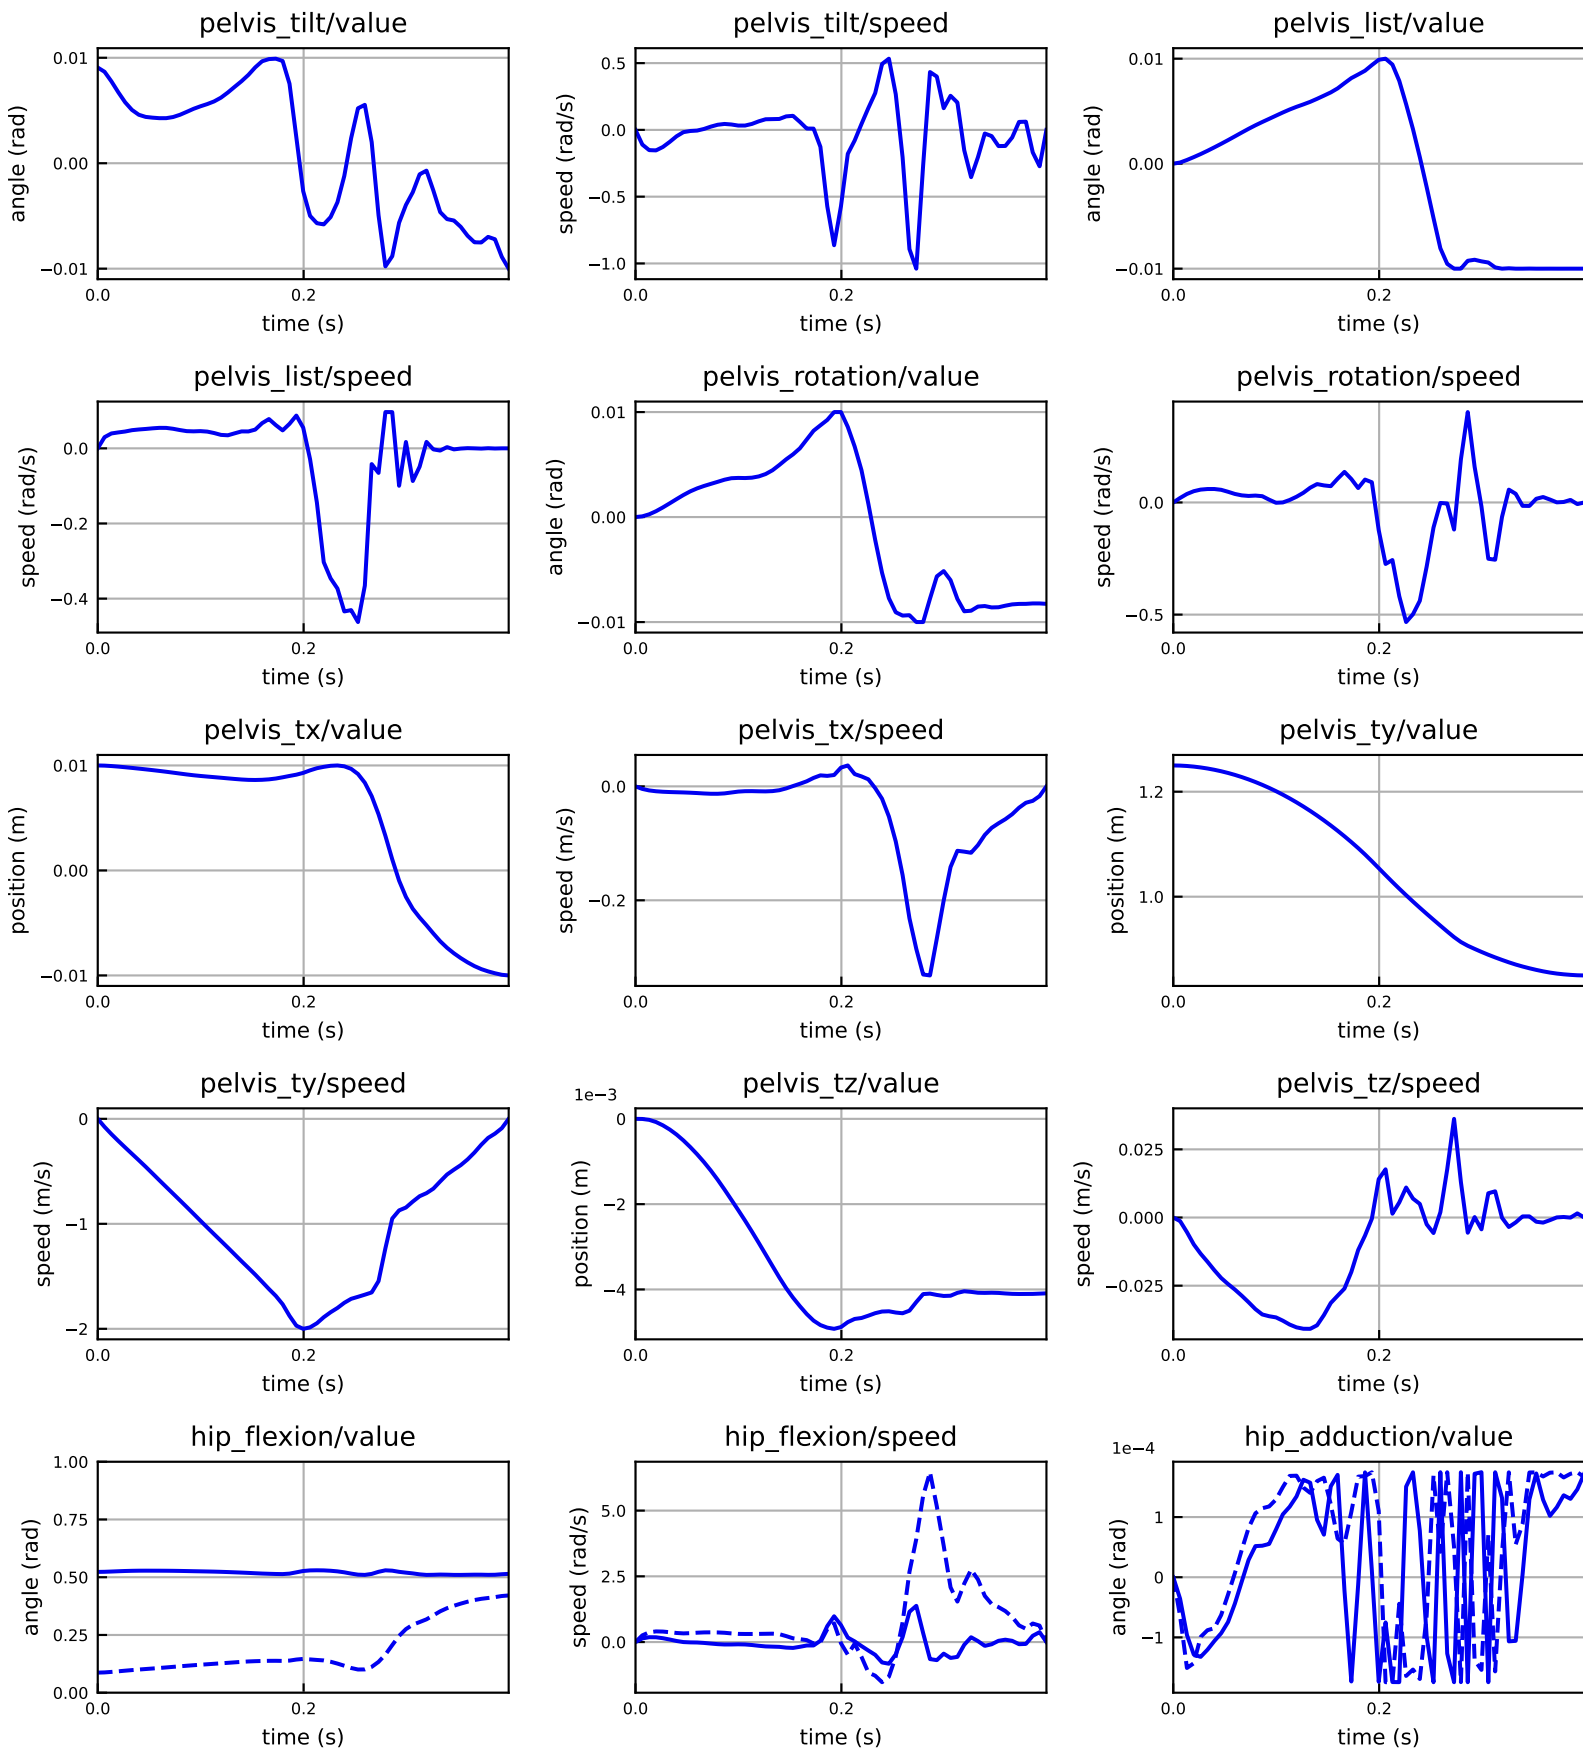 pelvis_tilt/value
pelvis_tilt/speed
pelvis_list/value
0.01
0.00
−0.01
angle (rad)
0.0
0.2
time (s)
0.5
0.0
−0.5
−1.0
speed (rad/s)
0.0
0.2
time (s)
0.01
0.00
−0.01
angle (rad)
0.0
0.2
time (s)
pelvis_list/speed
pelvis_rotation/value
pelvis_rotation/speed
0.0
−0.2
−0.4
speed (rad/s)
0.0
0.2
time (s)
0.01
0.00
−0.01
angle (rad)
0.0
0.2
time (s)
0.0
−0.5
speed (rad/s)
0.0
0.2
time (s)
pelvis_tx/value
pelvis_tx/speed
pelvis_ty/value
0.01
0.00
−0.01
position (m)
0.0
0.2
time (s)
0.0
−0.2
speed (m/s)
0.0
0.2
time (s)
1.2
1.0
position (m)
0.0
0.2
time (s)
pelvis_ty/speed
pelvis_tz/value
pelvis_tz/speed
0
−1
−2
speed (m/s)
0.0
0.2
time (s)
1e−3
0
−2
−4
position (m)
0.0
0.2
time (s)
0.025
0.000
−0.025
speed (m/s)
0.0
0.2
time (s)
hip_flexion/value
hip_flexion/speed
hip_adduction/value
1.00
0.75
0.50
0.25
0.00
angle (rad)
0.0
0.2
time (s)
5.0
2.5
0.0
speed (rad/s)
0.0
0.2
time (s)
1e−4
1
0
−1
angle (rad)
0.0
0.2
time (s)